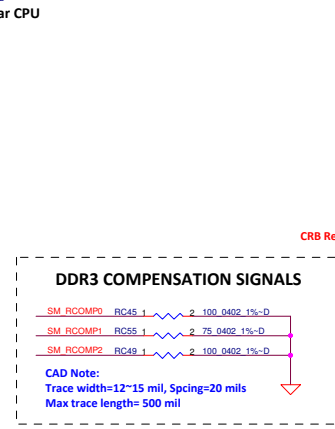 ar CPU
CRB Re
DDR3 COMPENSATION SIGNALS
SM_RCOMP0 RC45 1 2 100_0402_1%~D
SM_RCOMP1 RC55 1 2 75_0402_1%~D
SM_RCOMP2 RC49 1 2 100_0402_1%~D
CAD Note:
Trace width=12~15 mil, Spcing=20 mils
Max trace length= 500 mil